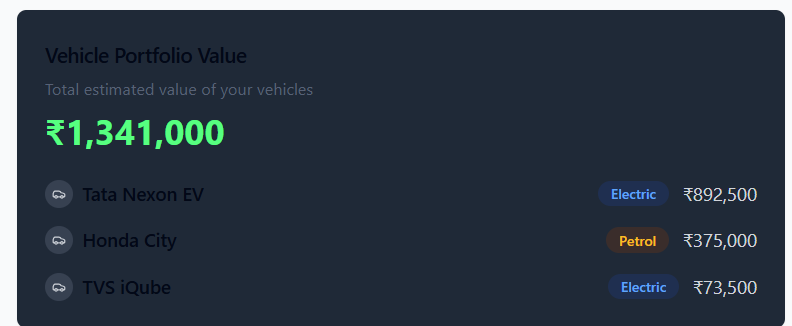 Vehicle Portfolio Value
Total estimated value of your vehicles
₹1,341,000
Tata Nexon EV Electric ₹892,500
Honda City Petrol ₹375,000
TVS iQube Electric ₹73,500